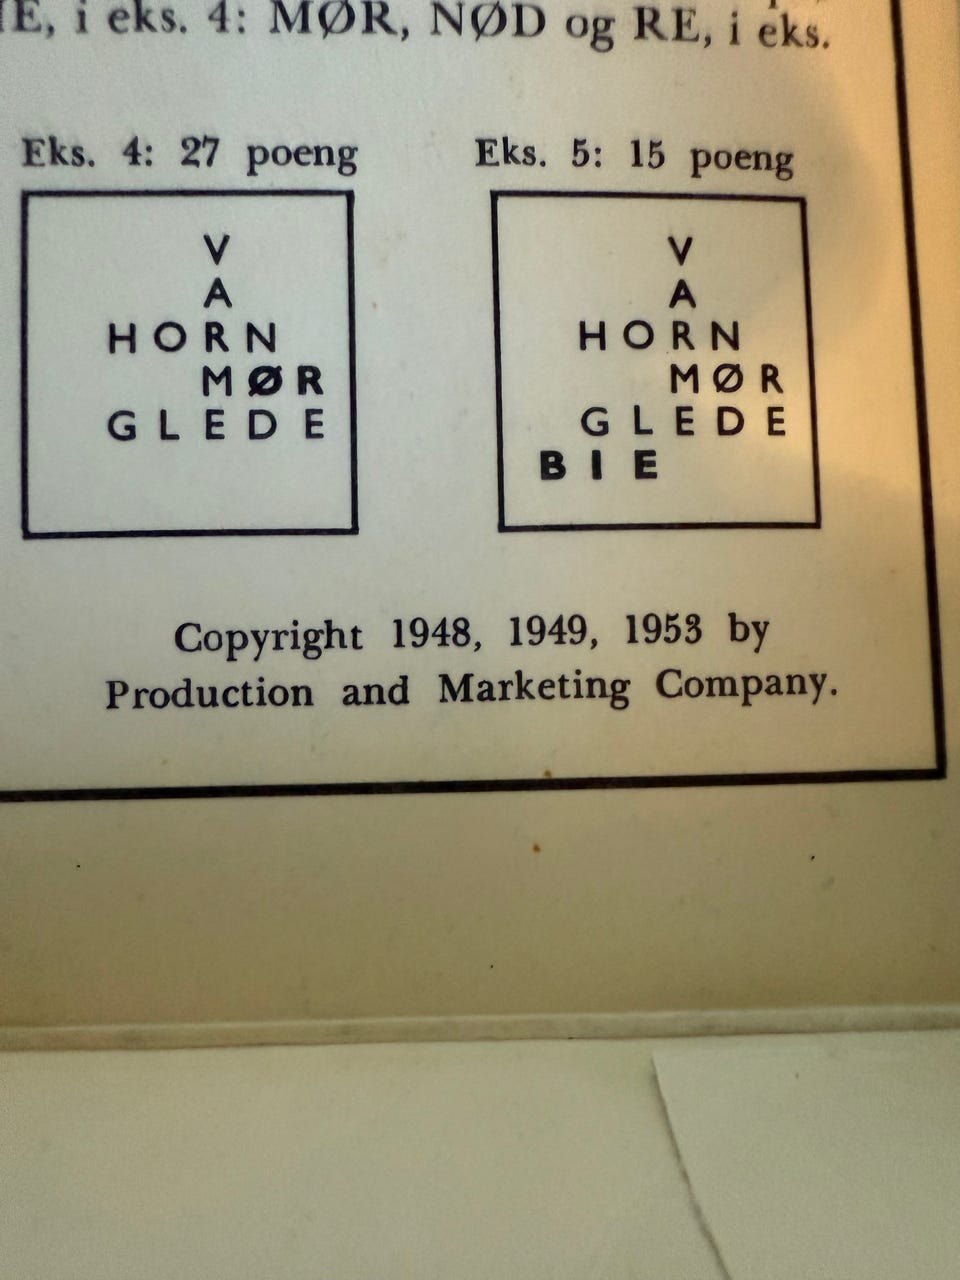 E, i eks. 4: MØR, NØD og RE, i eks.
Eks. 4: 27 poeng
V
A
HORN
MØR
GLEDE
Eks. 5: 15 poeng
V
A
HORN
MØR
GLEDE
BIE
Copyright 1948, 1949, 1953 by
Production and Marketing Company.